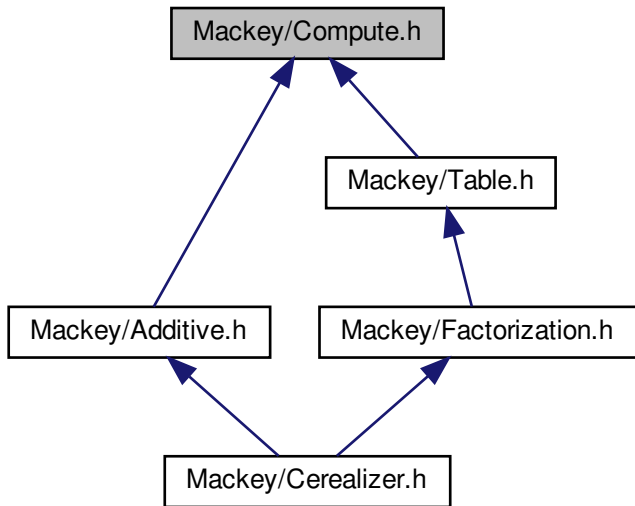 Mackey/Compute.h
Mackey/Table.h
Mackey/Additive.h
Mackey/Factorization.h
Mackey/Cerealizer.h